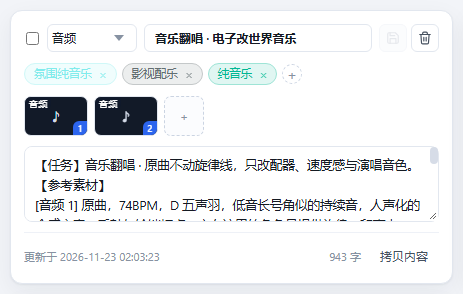 音频
音乐翻唱 · 电子改世界音乐
氛围纯音乐 ×
影视配乐 ×
纯音乐 ×
+
音频
1
音频
2
+
【任务】音乐翻唱 · 原曲不动旋律线，只改配器、速度感与演唱音色。
【参考素材】
[音频 1] 原曲，74BPM，D 五声羽，低音长号角似的持续音，人声化的
更新于 2026-11-23 02:03:23
943 字
拷贝内容